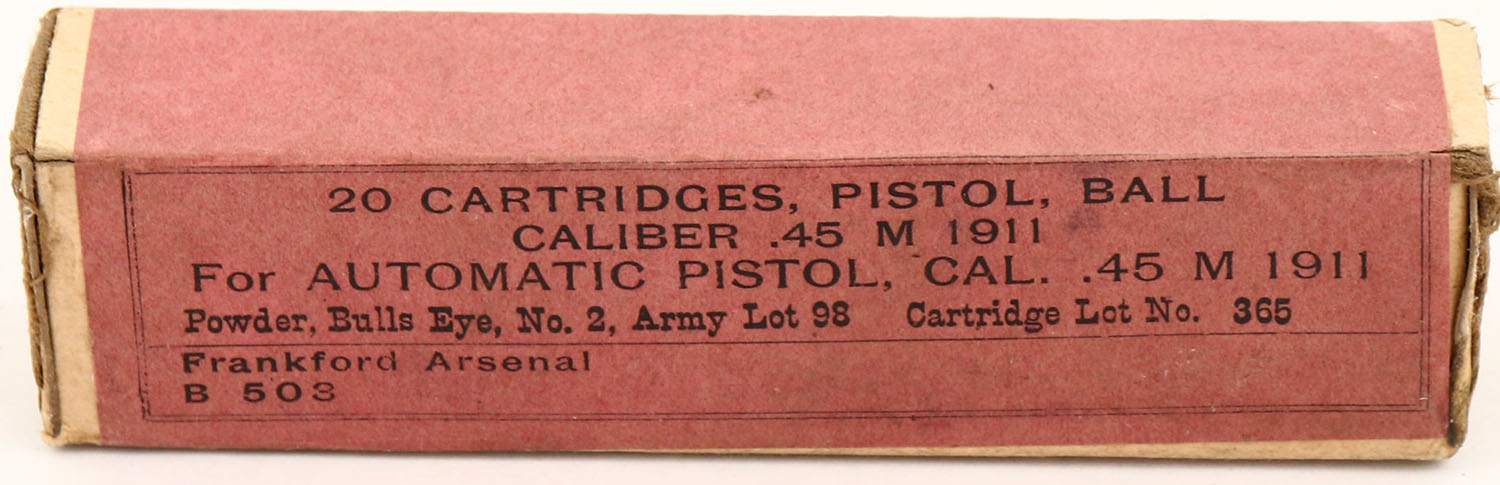 20 CARTRIDGES, PISTOL, BALL
CALIBER .45 M 1911
For AUTOMATIC PISTOL, CAL. .45 M 1911
Powder, Bulls Eye, No. 2, Army Lot 98 Cartridge Lot No. 365
Frankford Arsenal
B 503